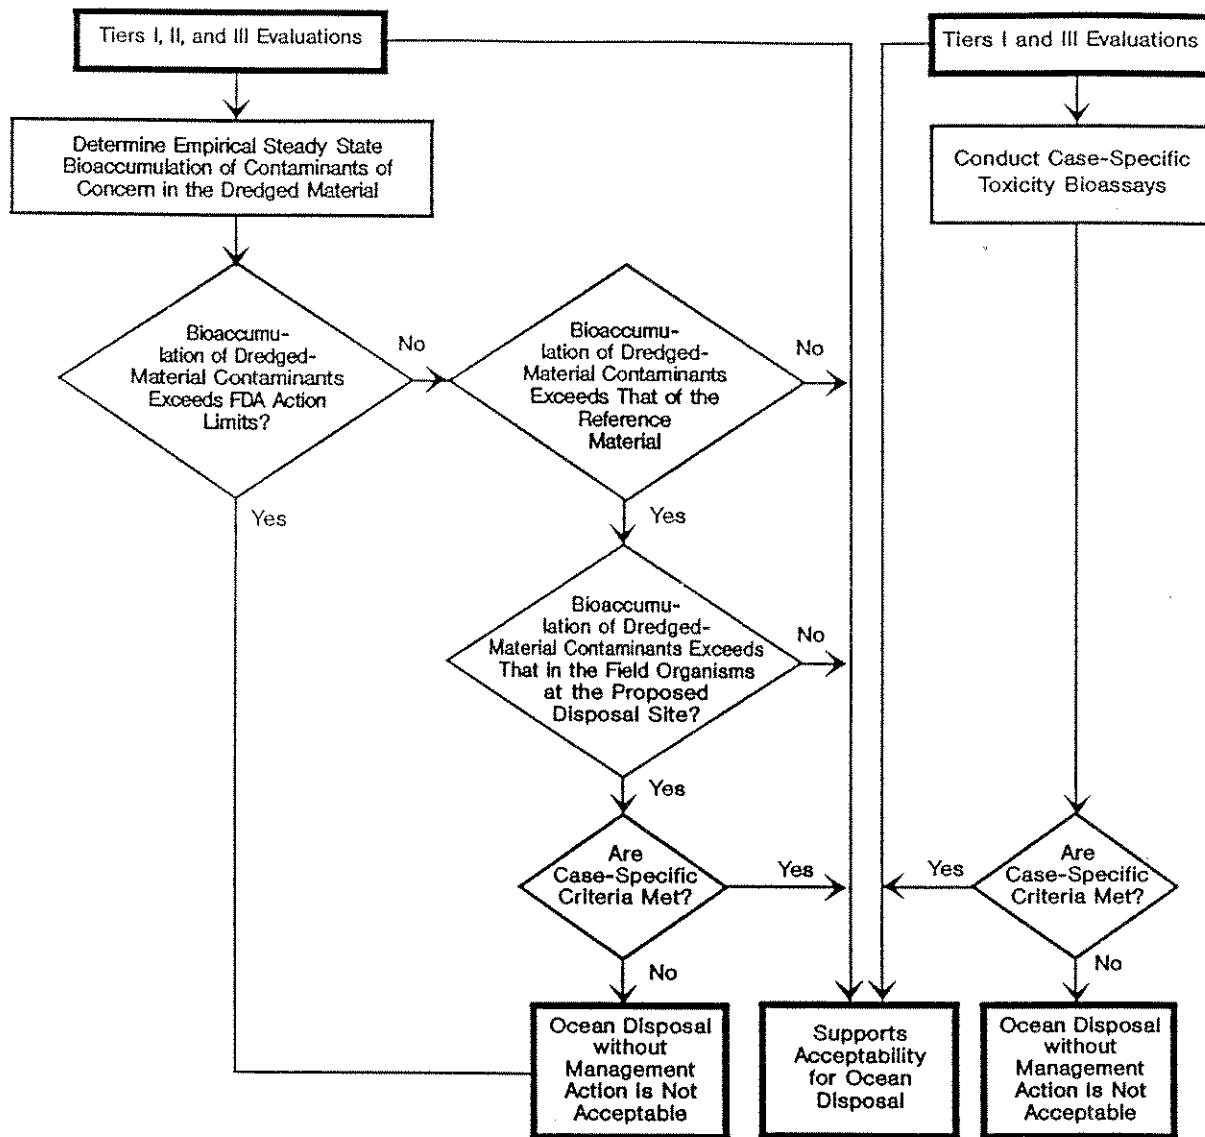 Tiers I, II, and III Evaluations
Tiers I and III Evaluations
Determine Empirical Steady State
Bioaccumulation of Contaminants of
Concern in the Dredged Material
Conduct Case-Specific
Toxicity Bioassays
Bioaccumu-
lation of Dredged-
Material Contaminants
Exceeds FDA Action
Limits?
No
Yes
Bioaccumu-
lation of Dredged-
Material Contaminants
Exceeds That of the
Reference
Material
No
Yes
Bioaccumu-
lation of Dredged-
Material Contaminants Exceeds
That in the Field Organisms
at the Proposed
Disposal Site?
No
Yes
Are
Case-Specific
Criteria Met?
Yes
No
Are
Case-Specific
Criteria Met?
Yes
No
Ocean Disposal
without
Management
Action is Not
Acceptable
Supports
Acceptability
for Ocean
Disposal
Ocean Disposal
without
Management
Action is Not
Acceptable